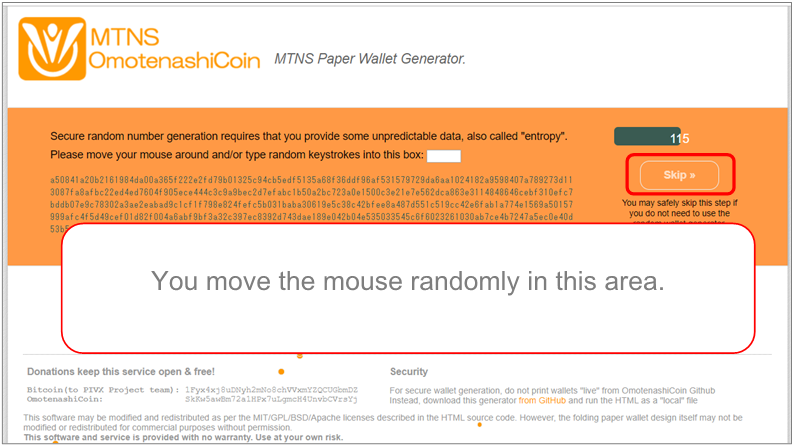 MTNS
OmotenashiCoin
MTNS Paper Wallet Generator.
Secure random number generation requires that you provide some unpredictable data, also called "entropy".
Please move your mouse around and/or type random keystrokes into this box:
115
Skip »
You may safely skip this step if
you do not need to use the
random wallet generator
a50841a20b2161984da00a365f222e2fd79b01325c94cb5edf5135a68f36ddf96af531579729da6aa1024182a9598407a789273d11
3087fa8afbc22ed4ed7604f905ece444c3c9a9bec2d7efabc1b50a2bc723a0e1500c3e21e7e562dca863e3114848646cebf310efc7
bddb07e9c78302a3ae2eabad9c1cf1f798e824fefc5b031baba30619e5c38c42bfee8a487d551c519cc42e8fab1a774e1569a50157
999afc4f5d49cef01d82f004a6abf9bf3a32c397ec8392d743dae189e042b04e535033545c6f6023261030ab7ce4b7247a5ec0e40d
You move the mouse randomly in this area.
Donations keep this service open & free!
Bitcoin(to PIVX Project team): 1Fyx4xj8uDNyh2mNo8chVVxmYZQCUGbmDZ
OmotenashiCoin: SkKw5awBm72a1HPx7uLgmcH4UnvbCVrsYj
Security
For secure wallet generation, do not print wallets "live" from OmotenashiCoin Github
Instead, download this generator from GitHub and run the HTML as a "local" file
This software may be modified and redistributed as per the MIT/GPL/BSD/Apache licenses described in the HTML source code. However, the folding paper wallet design itself may not be
modified or redistributed for commercial purposes without permission.
This software and service is provided with no warranty. Use at your own risk.